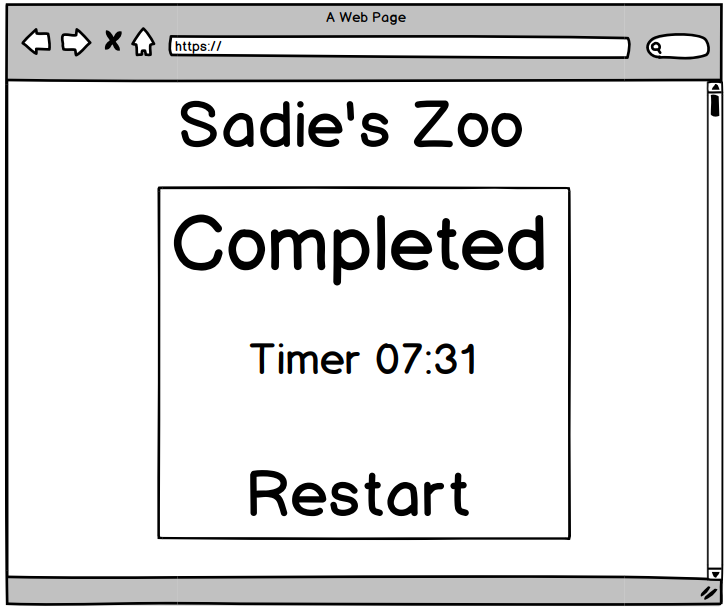 A Web Page
https://
Sadie's Zoo
Completed
Timer 07:31
Restart